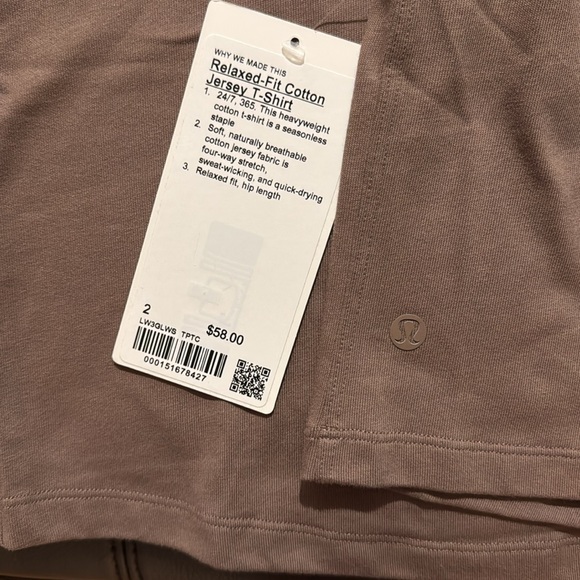 WHY WE MADE THIS
Relaxed-Fit Cotton
Jersey T-Shirt
1. 24/7, 365. This heavyweight
cotton t-shirt is a seasonless
staple
2. Soft, naturally breathable
cotton jersey fabric is
four-way stretch,
sweat-wicking, and quick-drying
3. Relaxed fit, hip length
2
$58.00
LW3GLWS TPTC
000151678427